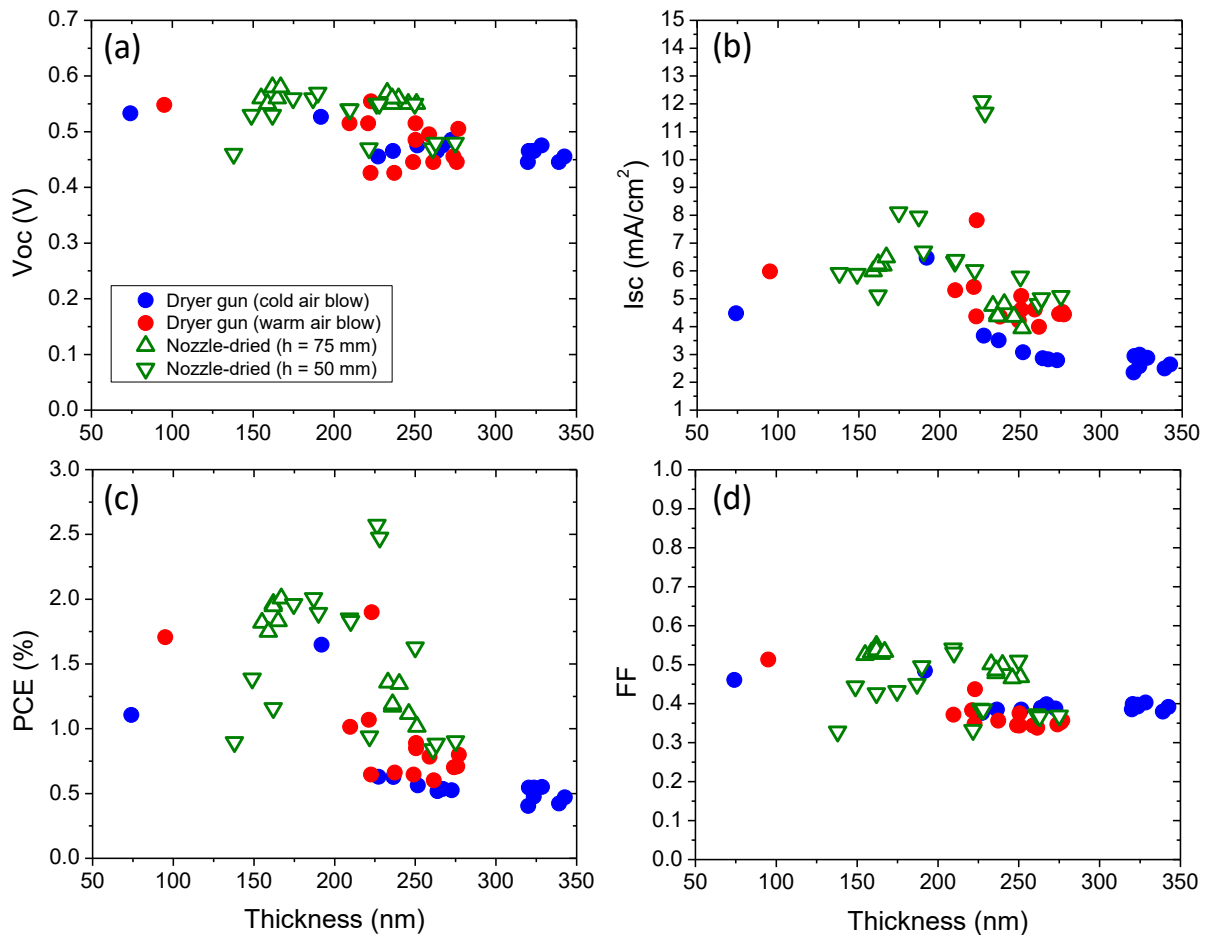 (a)
Voc (V)
0.7
0.6
0.5
0.4
0.3
0.2
0.1
0.0
Dryer gun (cold air blow)
Dryer gun (warm air blow)
Nozzle-dried (h = 75 mm)
Nozzle-dried (h = 50 mm)
50 100 150 200 250 300 350
(b)
Isc (mA/cm²)
15
14
13
12
11
10
9
8
7
6
5
4
3
2
1
50 100 150 200 250 300 350
(c)
PCE (%)
3.0
2.5
2.0
1.5
1.0
0.5
0.0
50 100 150 200 250 300 350
Thickness (nm)
(d)
FF
1.0
0.9
0.8
0.7
0.6
0.5
0.4
0.3
0.2
0.1
0.0
50 100 150 200 250 300 350
Thickness (nm)